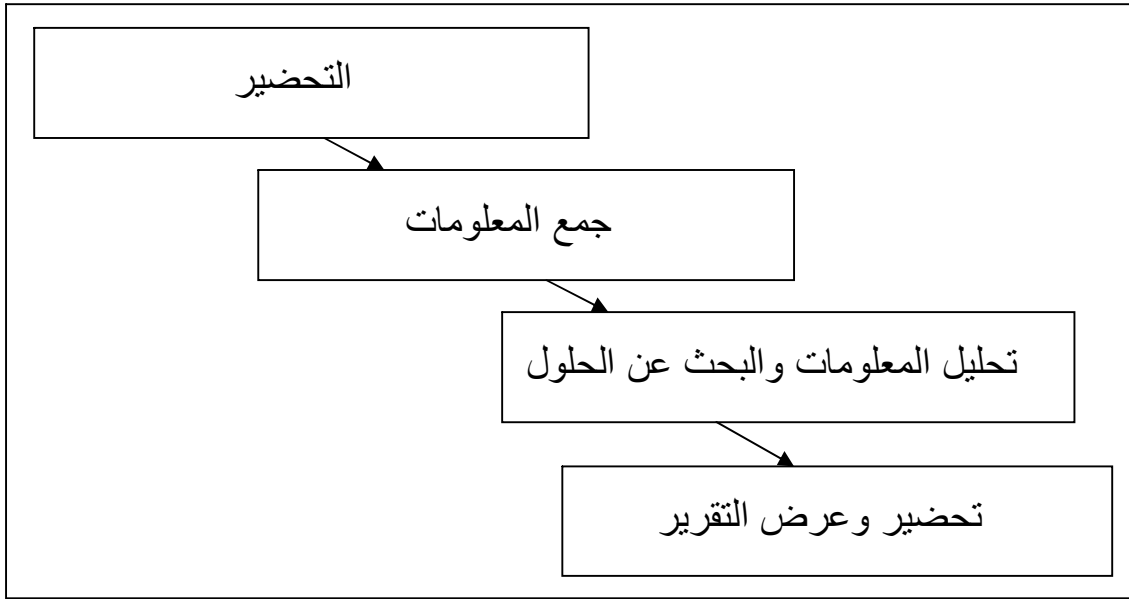 التحضير
جمع المعلومات
تحليل المعلومات والبحث عن الحلول
تحضير وعرض التقرير